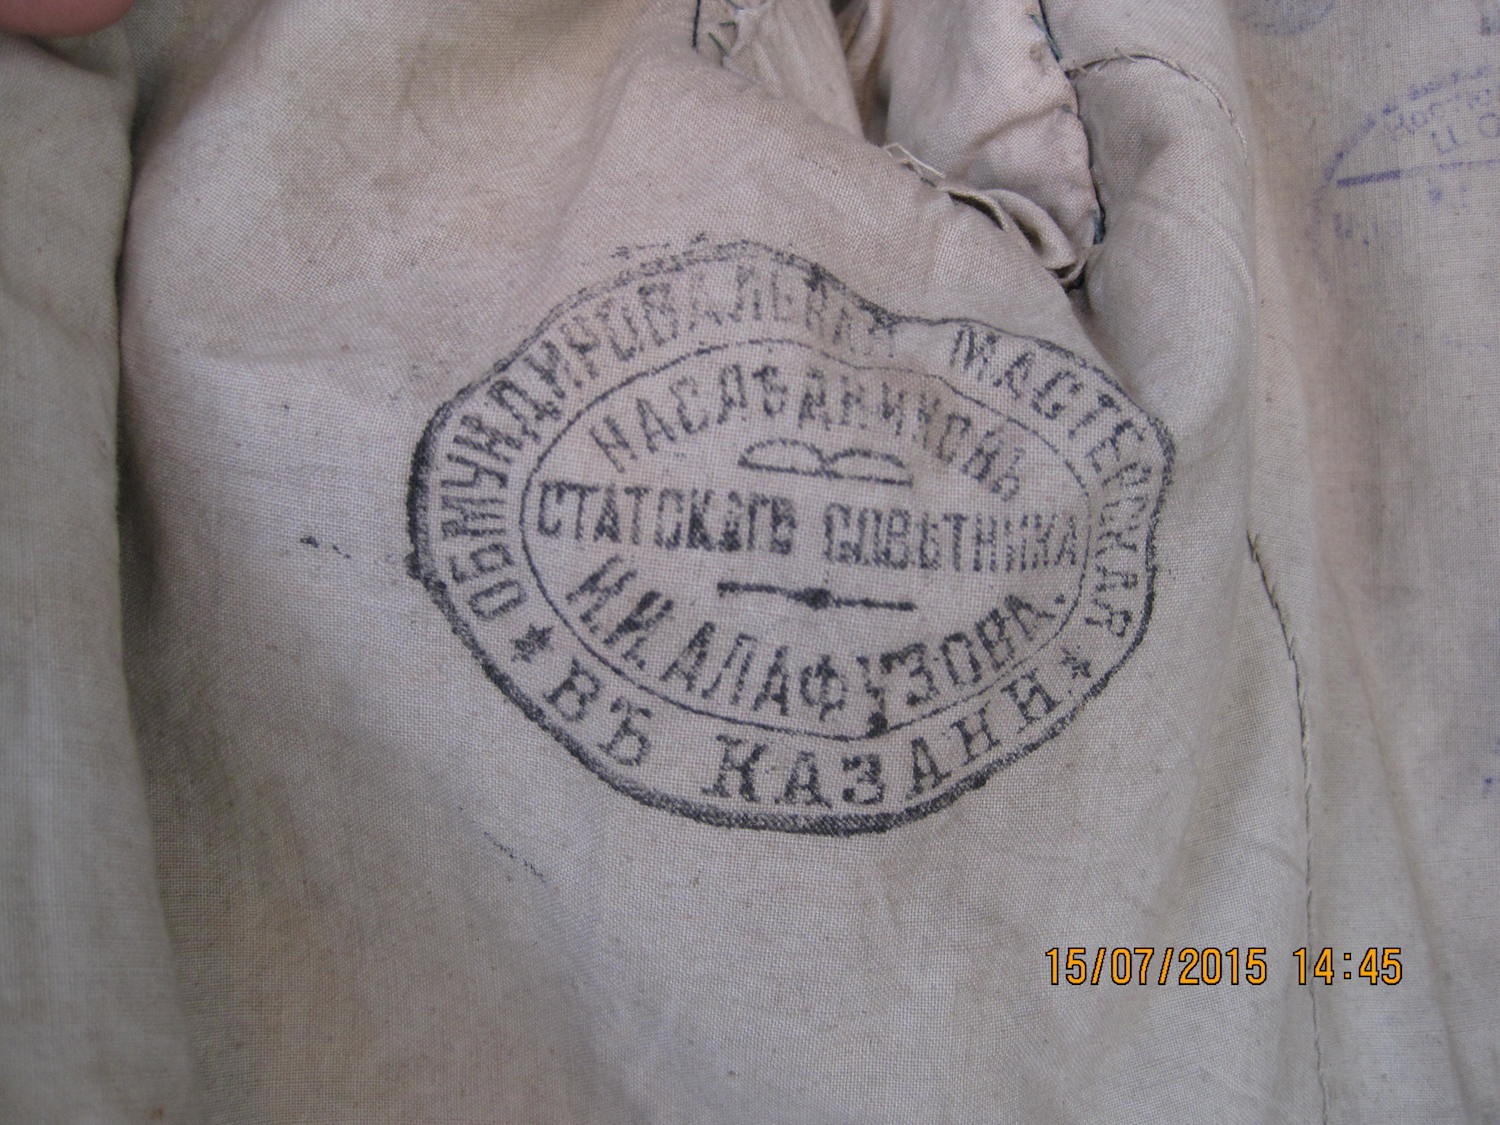 ОБМУНДИРОВАЛЬНАЯ МАСТЕРСКАЯ
НАСЛѢДНИКОВЪ
СТАТСКАГО СОВѢТНИКА
И.И. АЛАФУЗОВА.
ВЪ КАЗАНИ
15/07/2015 14:45